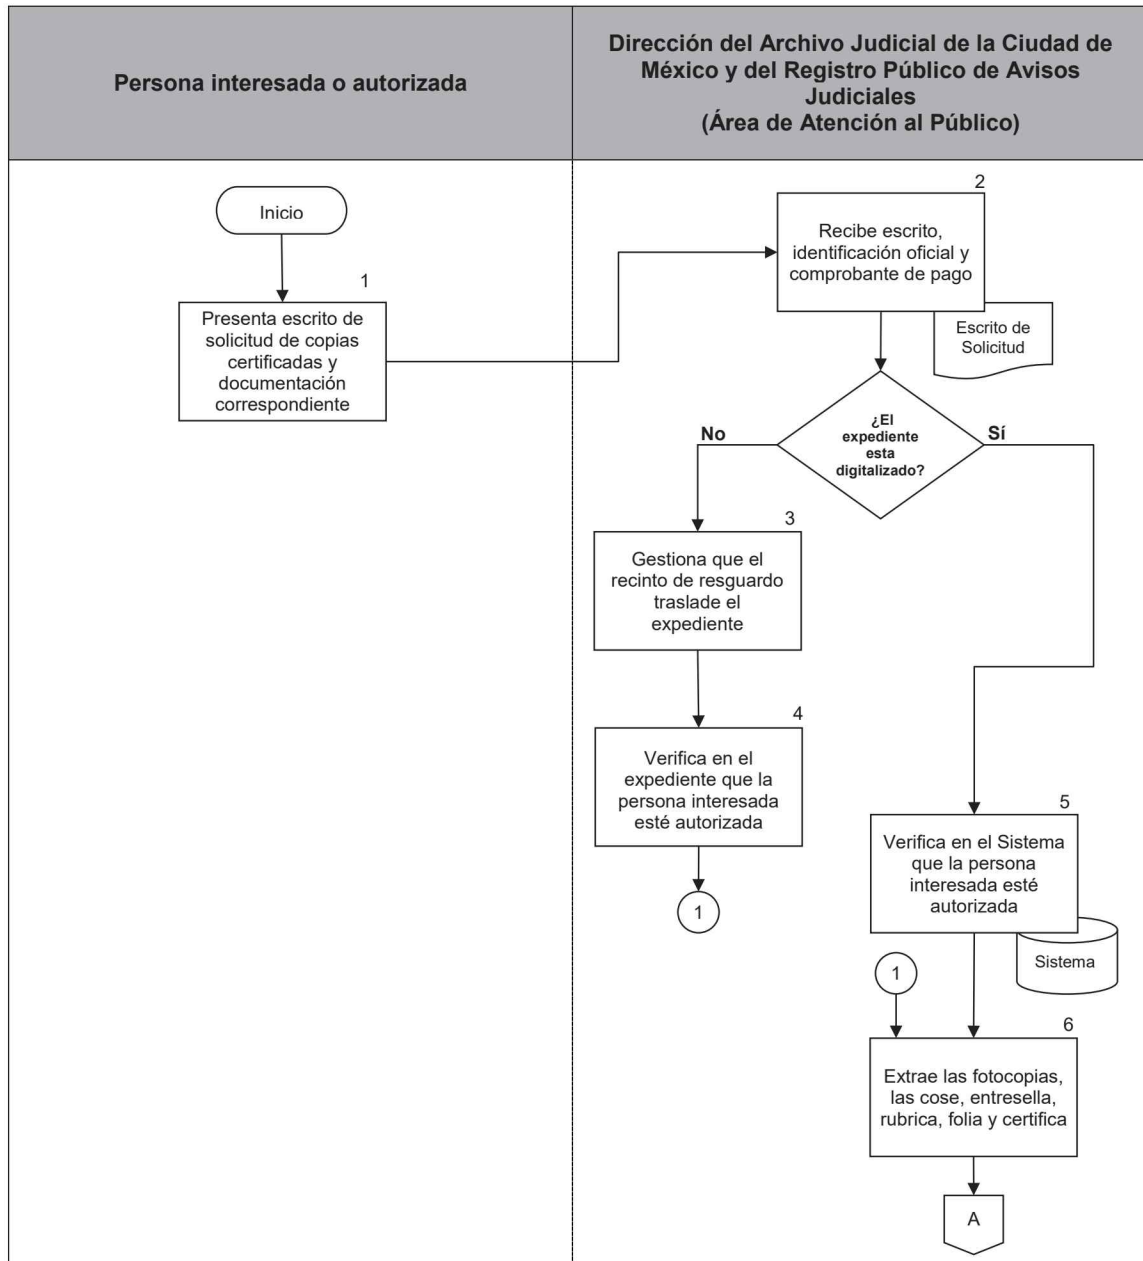 Persona interesada o autorizada
Dirección del Archivo Judicial de la Ciudad de
México y del Registro Público de Avisos
Judiciales
(Área de Atención al Público)
Inicio
1
Presenta escrito de
solicitud de copias
certificadas y
documentación
correspondiente
2
Recibe escrito,
identificación oficial y
comprobante de pago
Escrito de
Solicitud
¿El
expediente
esta
digitalizado?
No
Sí
3
Gestiona que el
recinto de resguardo
traslade el
expediente
4
Verifica en el
expediente que la
persona interesada
esté autorizada
1
5
Verifica en el Sistema
que la persona
interesada esté
autorizada
Sistema
1
6
Extrae las fotocopias,
las cose, entresella,
rubrica, folia y certifica
A